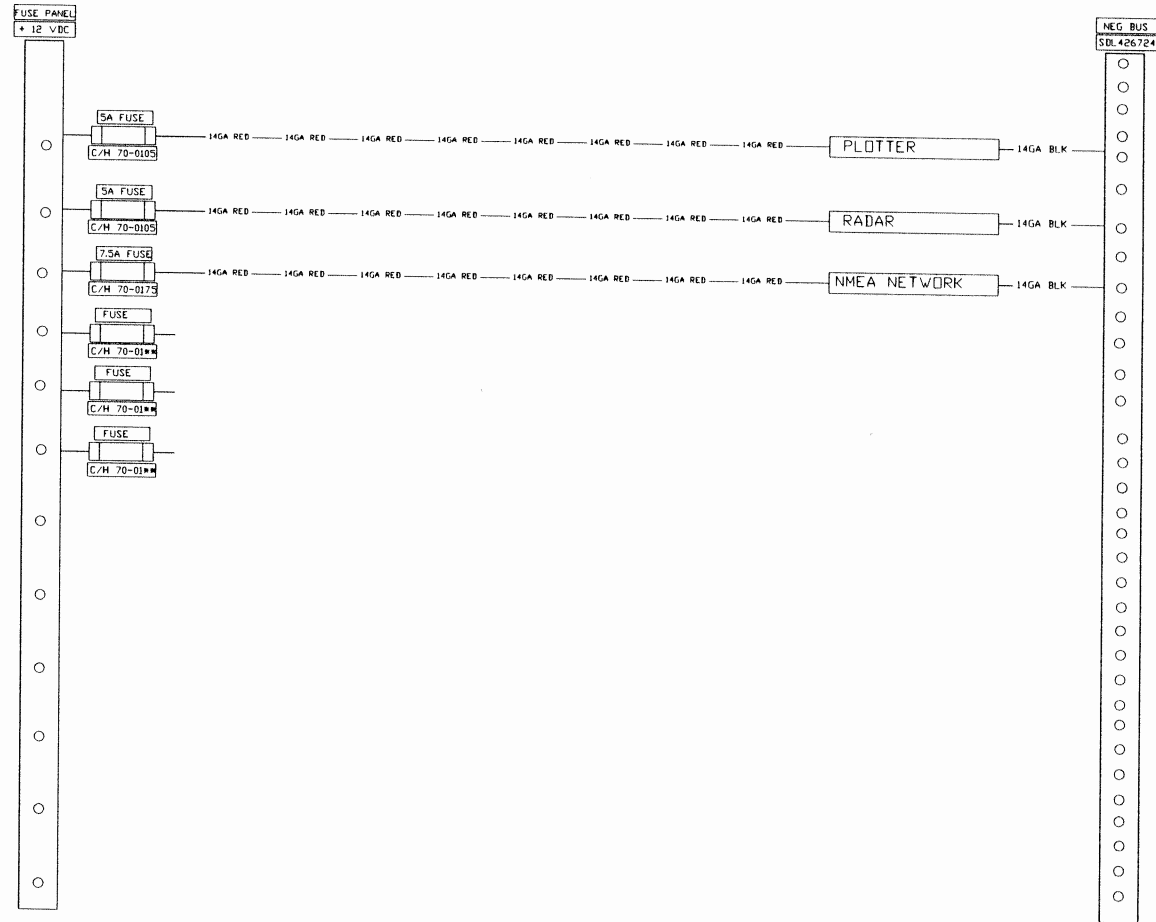 FUSE PANEL
+ 12 VDC
NEG BUS
SDL426724
5A FUSE
14GA RED 14GA RED 14GA RED 14GA RED 14GA RED 14GA RED 14GA RED 14GA RED PLOTTER 14GA BLK
C/H 70-0105
5A FUSE
14GA RED 14GA RED 14GA RED 14GA RED 14GA RED 14GA RED 14GA RED 14GA RED RADAR 14GA BLK
C/H 70-0105
7.5A FUSE
14GA RED 14GA RED 14GA RED 14GA RED 14GA RED 14GA RED 14GA RED 14GA RED NMEA NETWORK 14GA BLK
C/H 70-0175
FUSE
C/H 70-01**
FUSE
C/H 70-01**
FUSE
C/H 70-01**